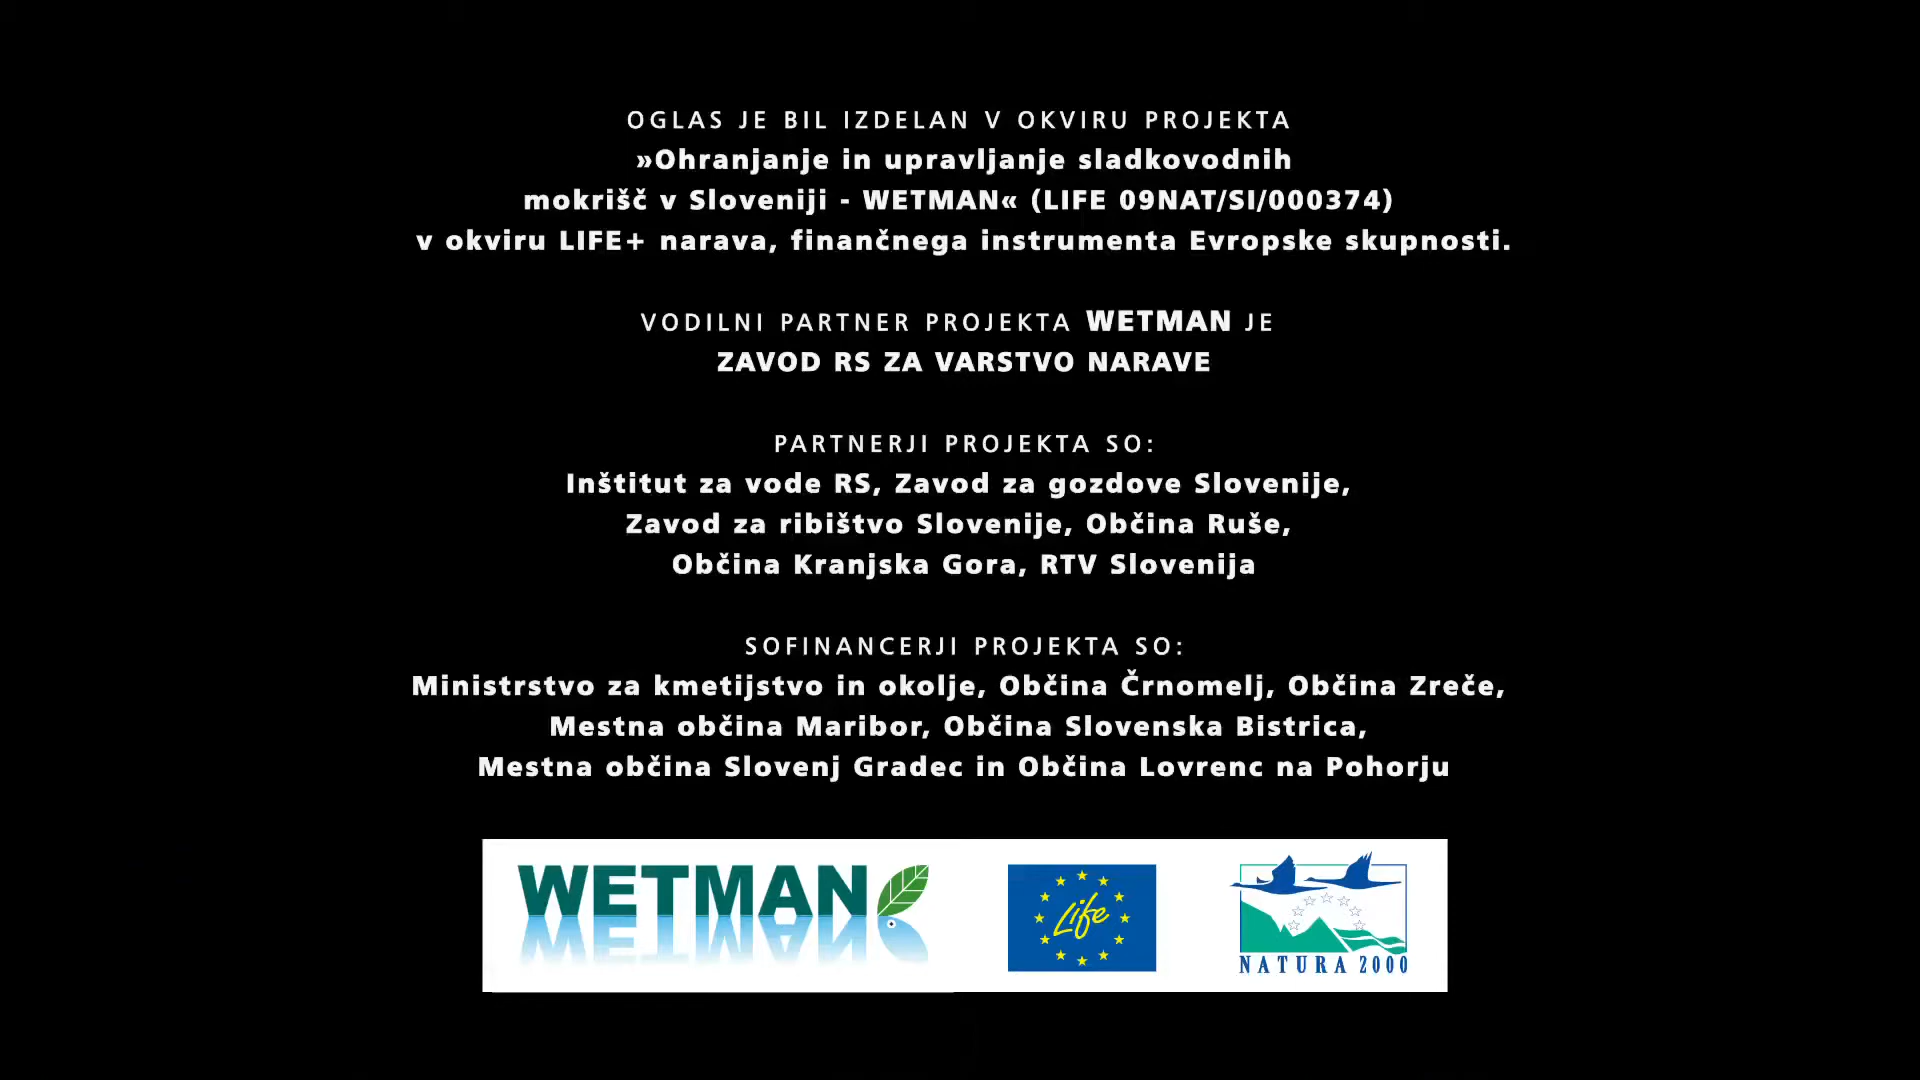 OGLAS JE BIL IZDELAN V OKVIRU PROJEKTA
»Ohranjanje in upravljanje sladkovodnih
mokrišč v Sloveniji - WETMAN« (LIFE 09NAT/SI/000374)
v okviru LIFE+ narava, finančnega instrumenta Evropske skupnosti.
VODILNI PARTNER PROJEKTA WETMAN JE
ZAVOD RS ZA VARSTVO NARAVE
PARTNERJI PROJEKTA SO:
Inštitut za vode RS, Zavod za gozdove Slovenije,
Zavod za ribištvo Slovenije, Občina Ruše,
Občina Kranjska Gora, RTV Slovenija
SOFINANCERJI PROJEKTA SO:
Ministrstvo za kmetijstvo in okolje, Občina Črnomelj, Občina Zreče,
Mestna občina Maribor, Občina Slovenska Bistrica,
Mestna občina Slovenj Gradec in Občina Lovrenc na Pohorju
WETMAN
Life
NATURA 2000